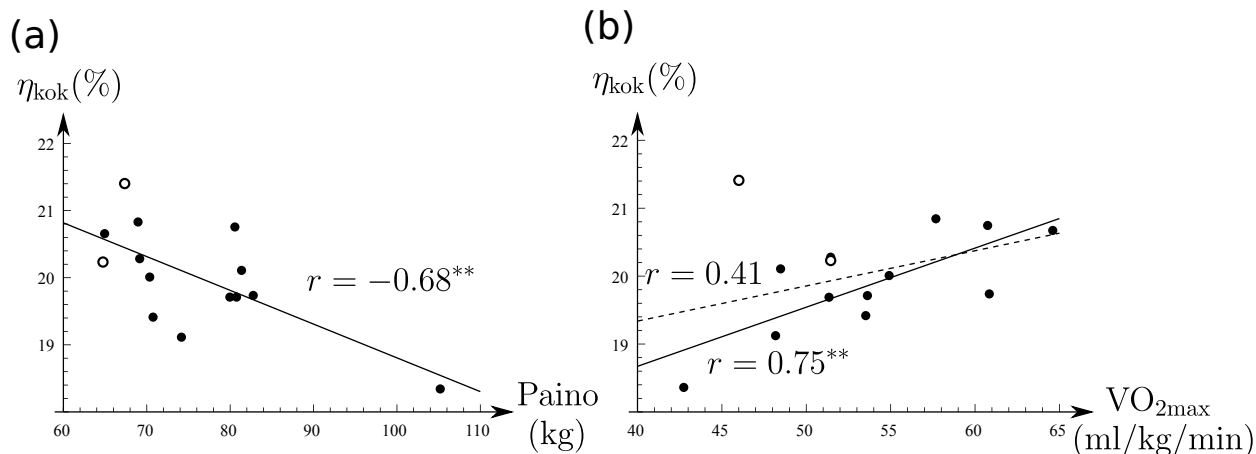 (a)
η_kok(%)
22
21
20
19
60 70 80 90 100 110
r = −0.68**
Paino
(kg)
(b)
η_kok(%)
22
21
20
19
40 45 50 55 60 65
r = 0.41
r = 0.75**
VO_2max
(ml/kg/min)